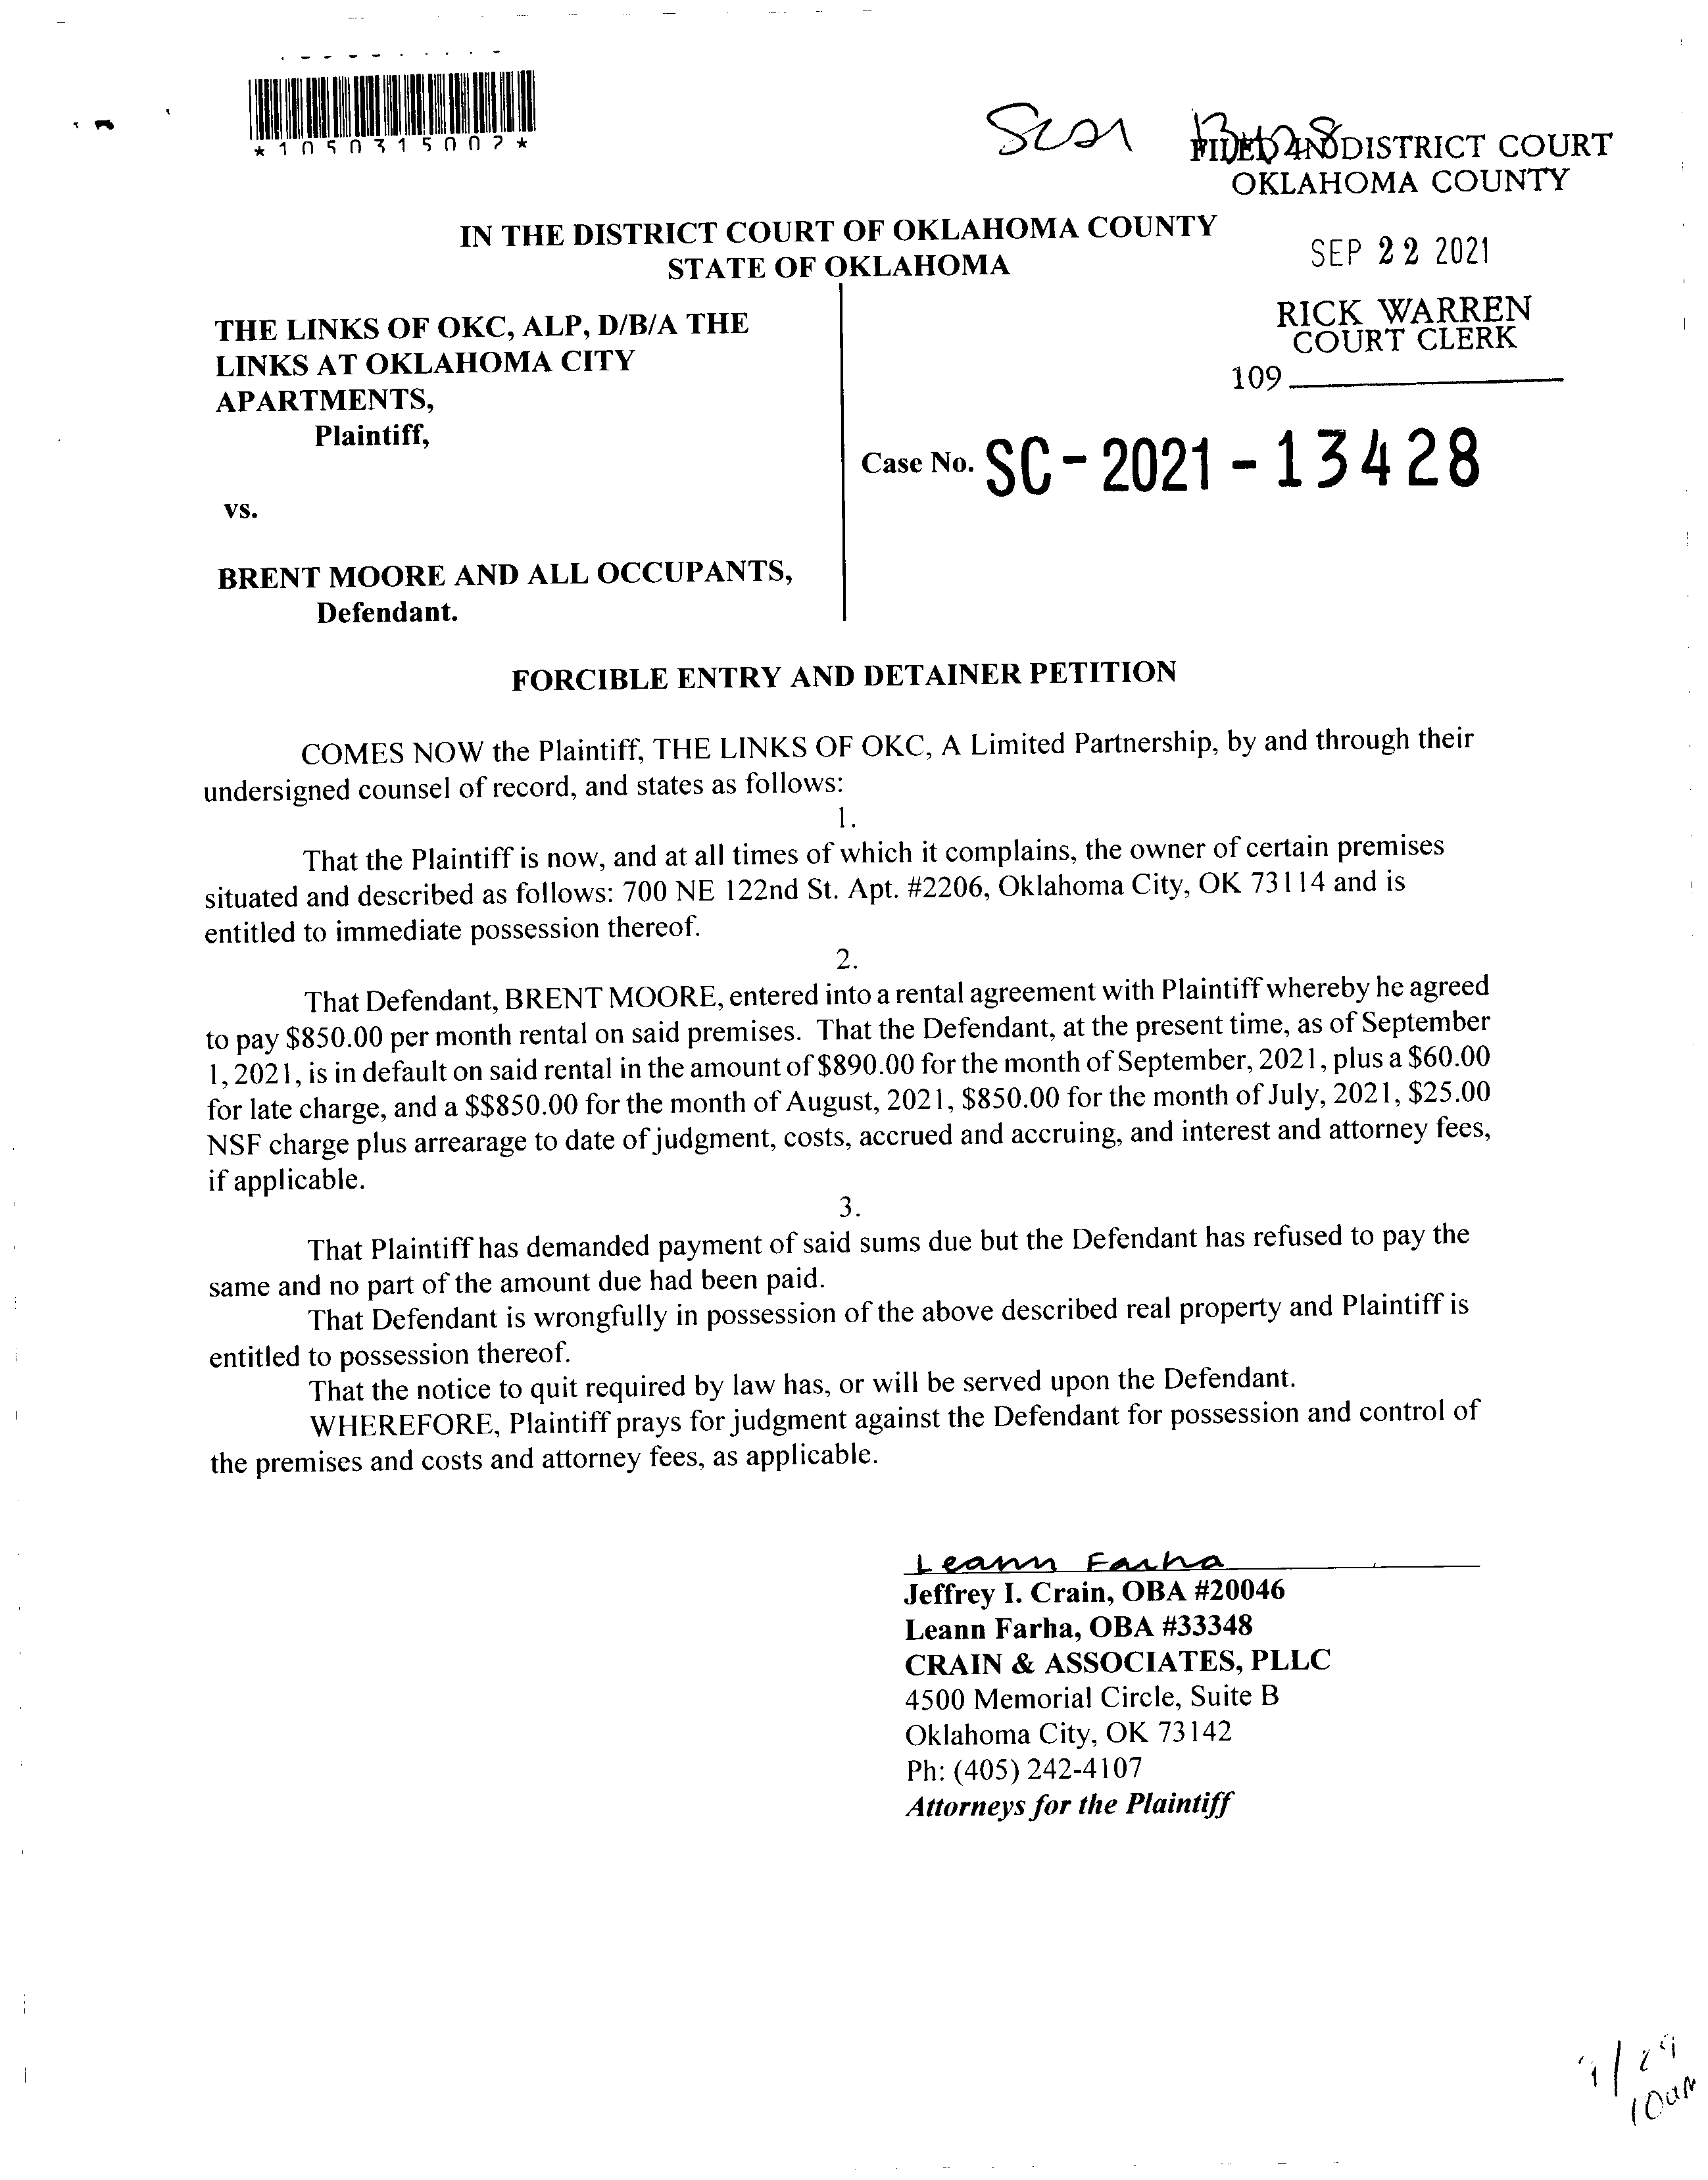 *1050315002*
FILED IN DISTRICT COURT
OKLAHOMA COUNTY
IN THE DISTRICT COURT OF OKLAHOMA COUNTY
STATE OF OKLAHOMA
SEP 22 2021
RICK WARREN
COURT CLERK
109
THE LINKS OF OKC, ALP, D/B/A THE
LINKS AT OKLAHOMA CITY
APARTMENTS,
Plaintiff,
Case No. SC-2021-13428
vs.
BRENT MOORE AND ALL OCCUPANTS,
Defendant.
FORCIBLE ENTRY AND DETAINER PETITION
COMES NOW the Plaintiff, THE LINKS OF OKC, A Limited Partnership, by and through their
undersigned counsel of record, and states as follows:
1.
That the Plaintiff is now, and at all times of which it complains, the owner of certain premises
situated and described as follows: 700 NE 122nd St. Apt. #2206, Oklahoma City, OK 73114 and is
entitled to immediate possession thereof.
2.
That Defendant, BRENT MOORE, entered into a rental agreement with Plaintiff whereby he agreed
to pay $850.00 per month rental on said premises. That the Defendant, at the present time, as of September
1, 2021, is in default on said rental in the amount of $890.00 for the month of September, 2021, plus a $60.00
for late charge, and a $$850.00 for the month of August, 2021, $850.00 for the month of July, 2021, $25.00
NSF charge plus arrearage to date of judgment, costs, accrued and accruing, and interest and attorney fees,
if applicable.
3.
That Plaintiff has demanded payment of said sums due but the Defendant has refused to pay the
same and no part of the amount due had been paid.
That Defendant is wrongfully in possession of the above described real property and Plaintiff is
entitled to possession thereof.
That the notice to quit required by law has, or will be served upon the Defendant.
WHEREFORE, Plaintiff prays for judgment against the Defendant for possession and control of
the premises and costs and attorney fees, as applicable.
Leann Farha
Jeffrey I. Crain, OBA #20046
Leann Farha, OBA #33348
CRAIN & ASSOCIATES, PLLC
4500 Memorial Circle, Suite B
Oklahoma City, OK 73142
Ph: (405) 242-4107
Attorneys for the Plaintiff
9/29
10am